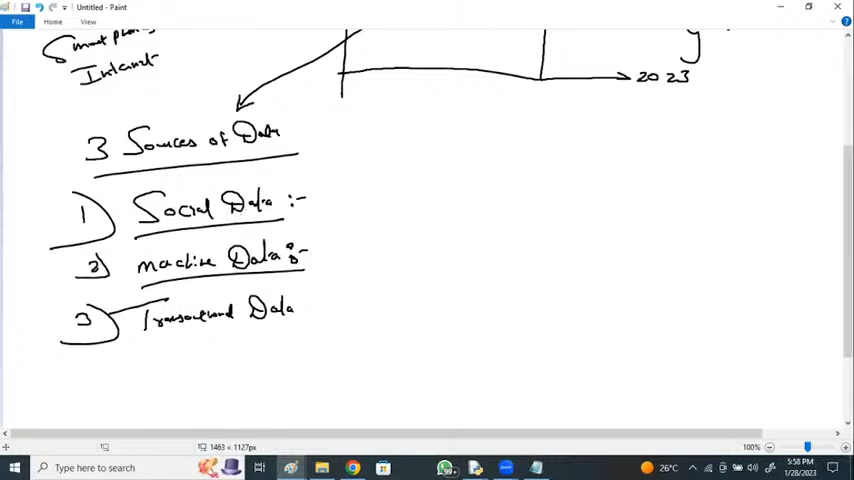 Untitled - Paint
File Home View
Smart phones
Internet
y
2023
3 Sources of Data
1) Social Data :-
2) Machine Data :-
3) Transactional Data
1463 × 1127px
100%
Type here to search
99+
26°C
5:58 PM
1/28/2023